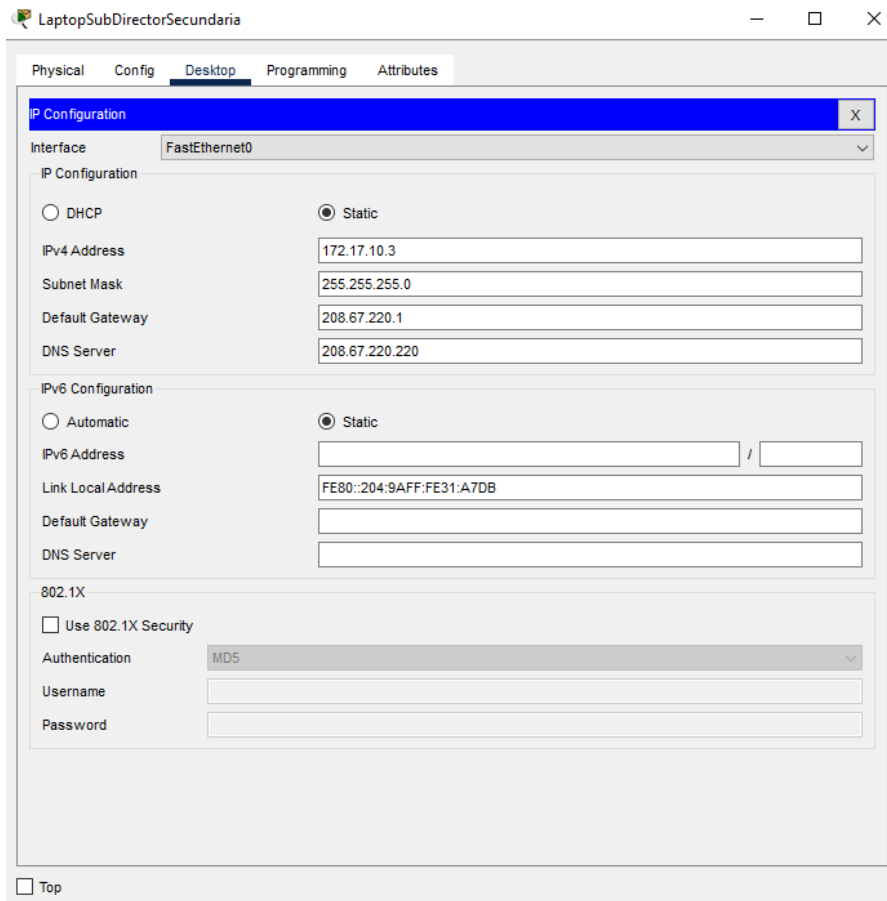 LaptopSubDirectorSecundaria
Physical Config Desktop Programming Attributes
IP Configuration X
Interface FastEthernet0
IP Configuration
DHCP Static
IPv4 Address 172.17.10.3
Subnet Mask 255.255.255.0
Default Gateway 208.67.220.1
DNS Server 208.67.220.220
IPv6 Configuration
Automatic Static
IPv6 Address /
Link Local Address FE80::204:9AFF:FE31:A7DB
Default Gateway
DNS Server
802.1X
Use 802.1X Security
Authentication MD5
Username
Password
Top